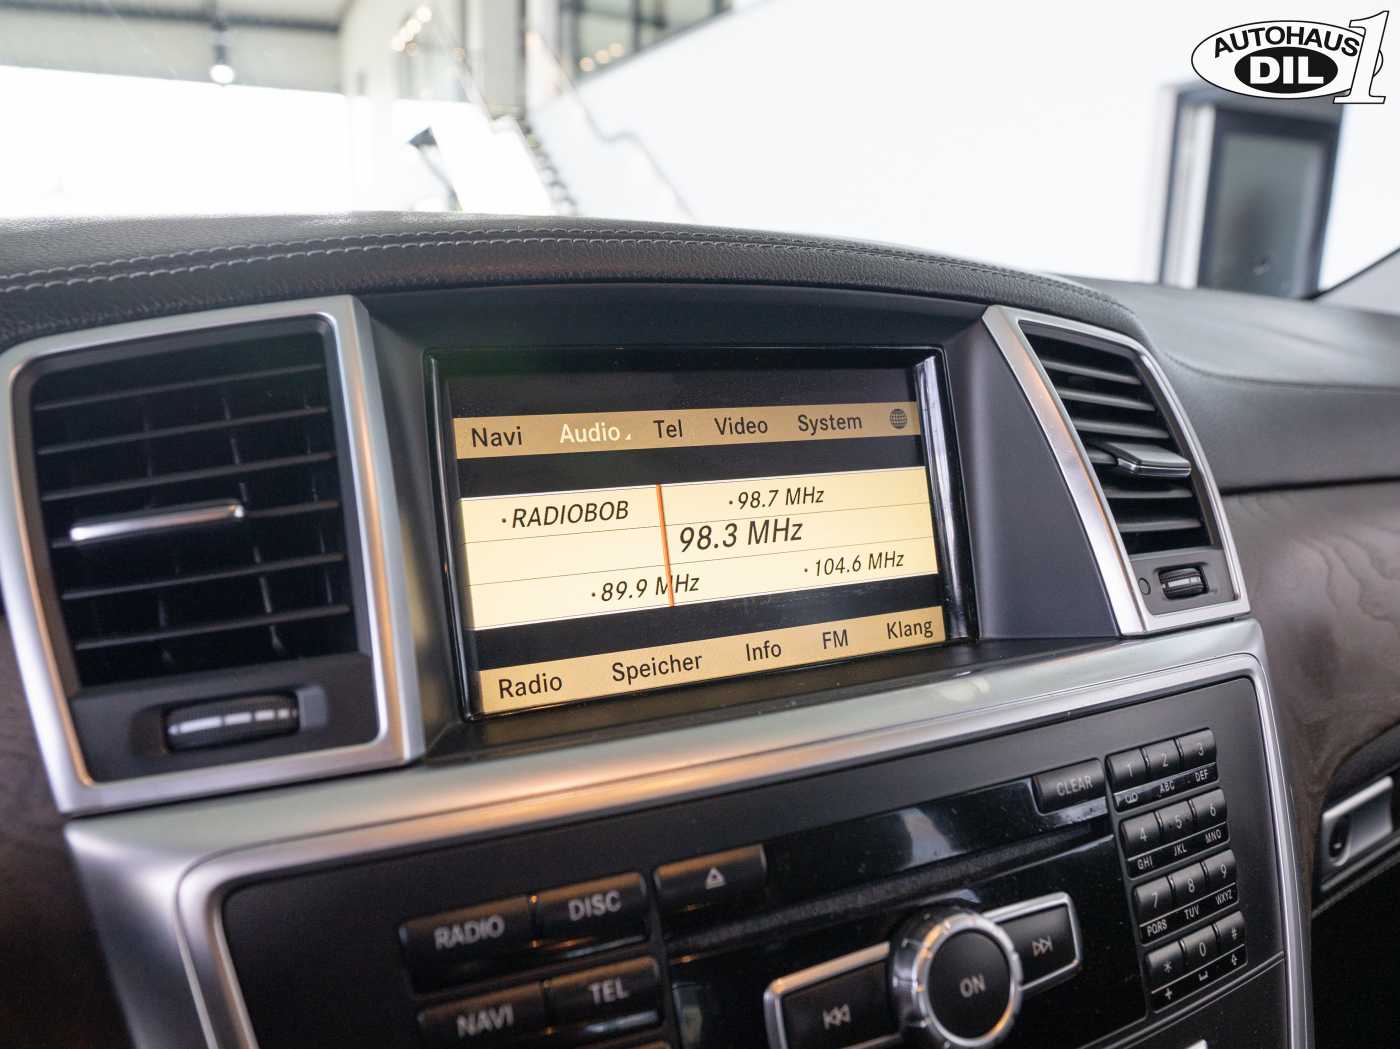 AUTOHAUS 1
DIL
Navi Audio Tel Video System
·RADIOBOB ·98.7 MHz
98.3 MHz
·89.9 MHz ·104.6 MHz
Radio Speicher Info FM Klang
CLEAR
1 2 3
ABC DEF
4 5 6
GHI JKL MNO
7 8 9
PQRS TUV WXYZ
* 0 #
+
RADIO DISC
NAVI TEL
ON